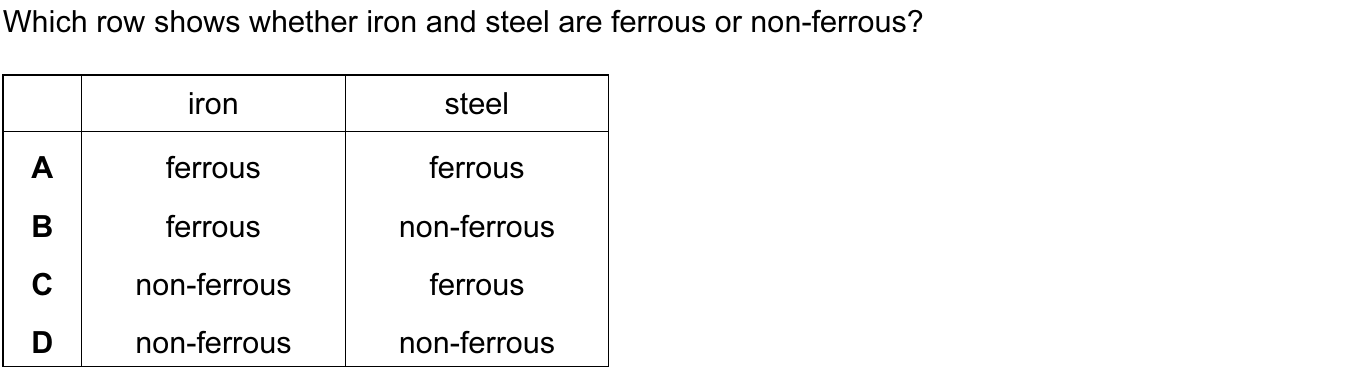 Which row shows whether iron and steel are ferrous or non-ferrous?
iron steel
A ferrous ferrous
B ferrous non-ferrous
C non-ferrous ferrous
D non-ferrous non-ferrous